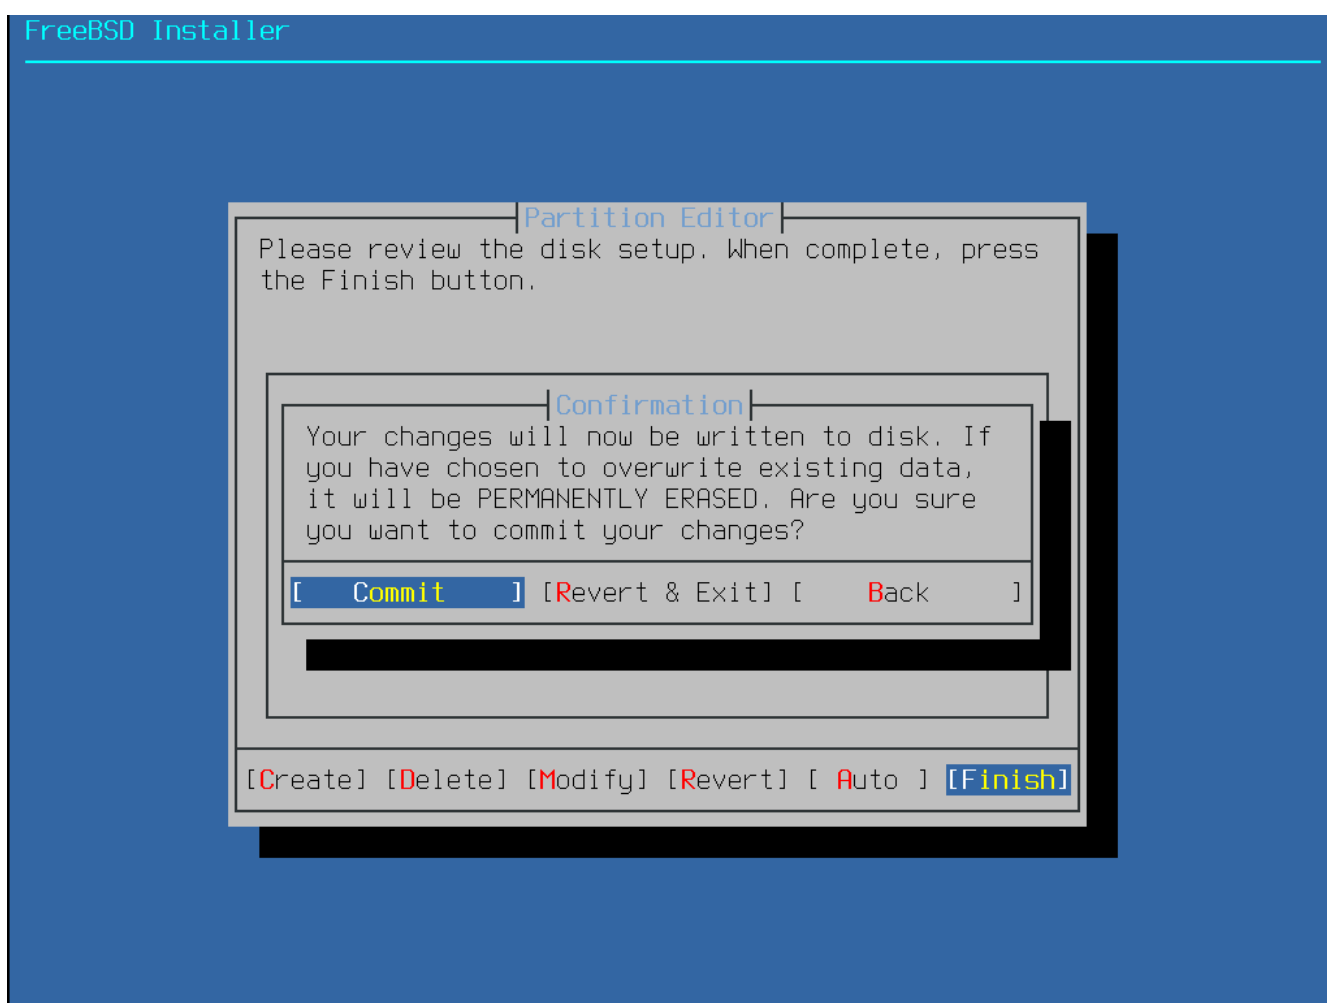 FreeBSD Installer
Partition Editor
Please review the disk setup. When complete, press
the Finish button.
Confirmation
Your changes will now be written to disk. If
you have chosen to overwrite existing data,
it will be PERMANENTLY ERASED. Are you sure
you want to commit your changes?
[ Commit ] [Revert & Exit] [ Back ]
[Create] [Delete] [Modify] [Revert] [ Auto ] [Finish]